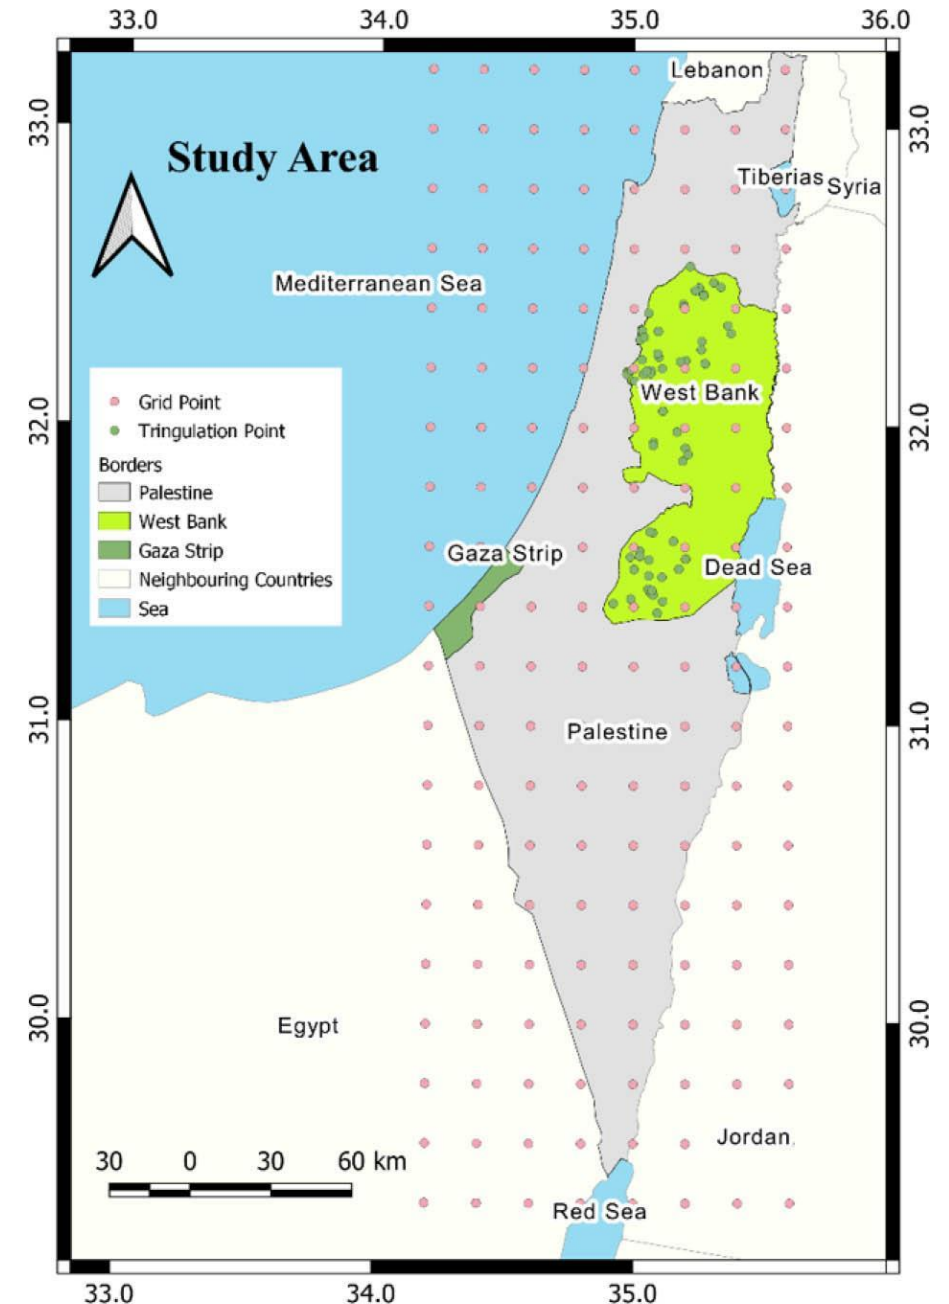 33.0 34.0 35.0 36.0
Lebanon
33.0 33.0
Study Area
Tiberias Syria
Mediterranean Sea
Grid Point
Tringulation Point
Borders
Palestine
West Bank
Gaza Strip
Neighbouring Countries
Sea
West Bank
32.0 32.0
Gaza Strip
Dead Sea
31.0 31.0
Palestine
30.0 30.0
Egypt
Jordan
30 0 30 60 km
Red Sea
33.0 34.0 35.0